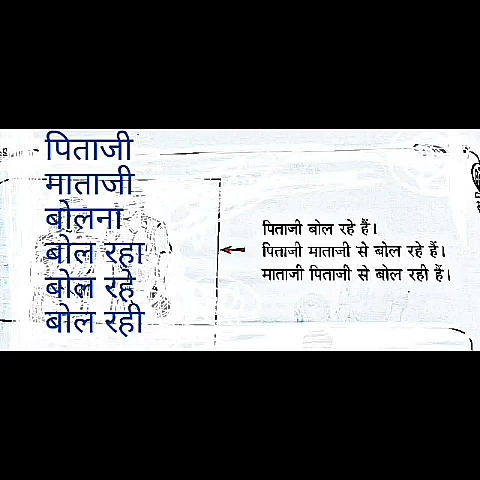 पिताजी
माताजी
बोलना
बोल रहा
बोल रहे
बोल रही
पिताजी बोल रहे हैं।
पिताजी माताजी से बोल रहे हैं।
माताजी पिताजी से बोल रही हैं।